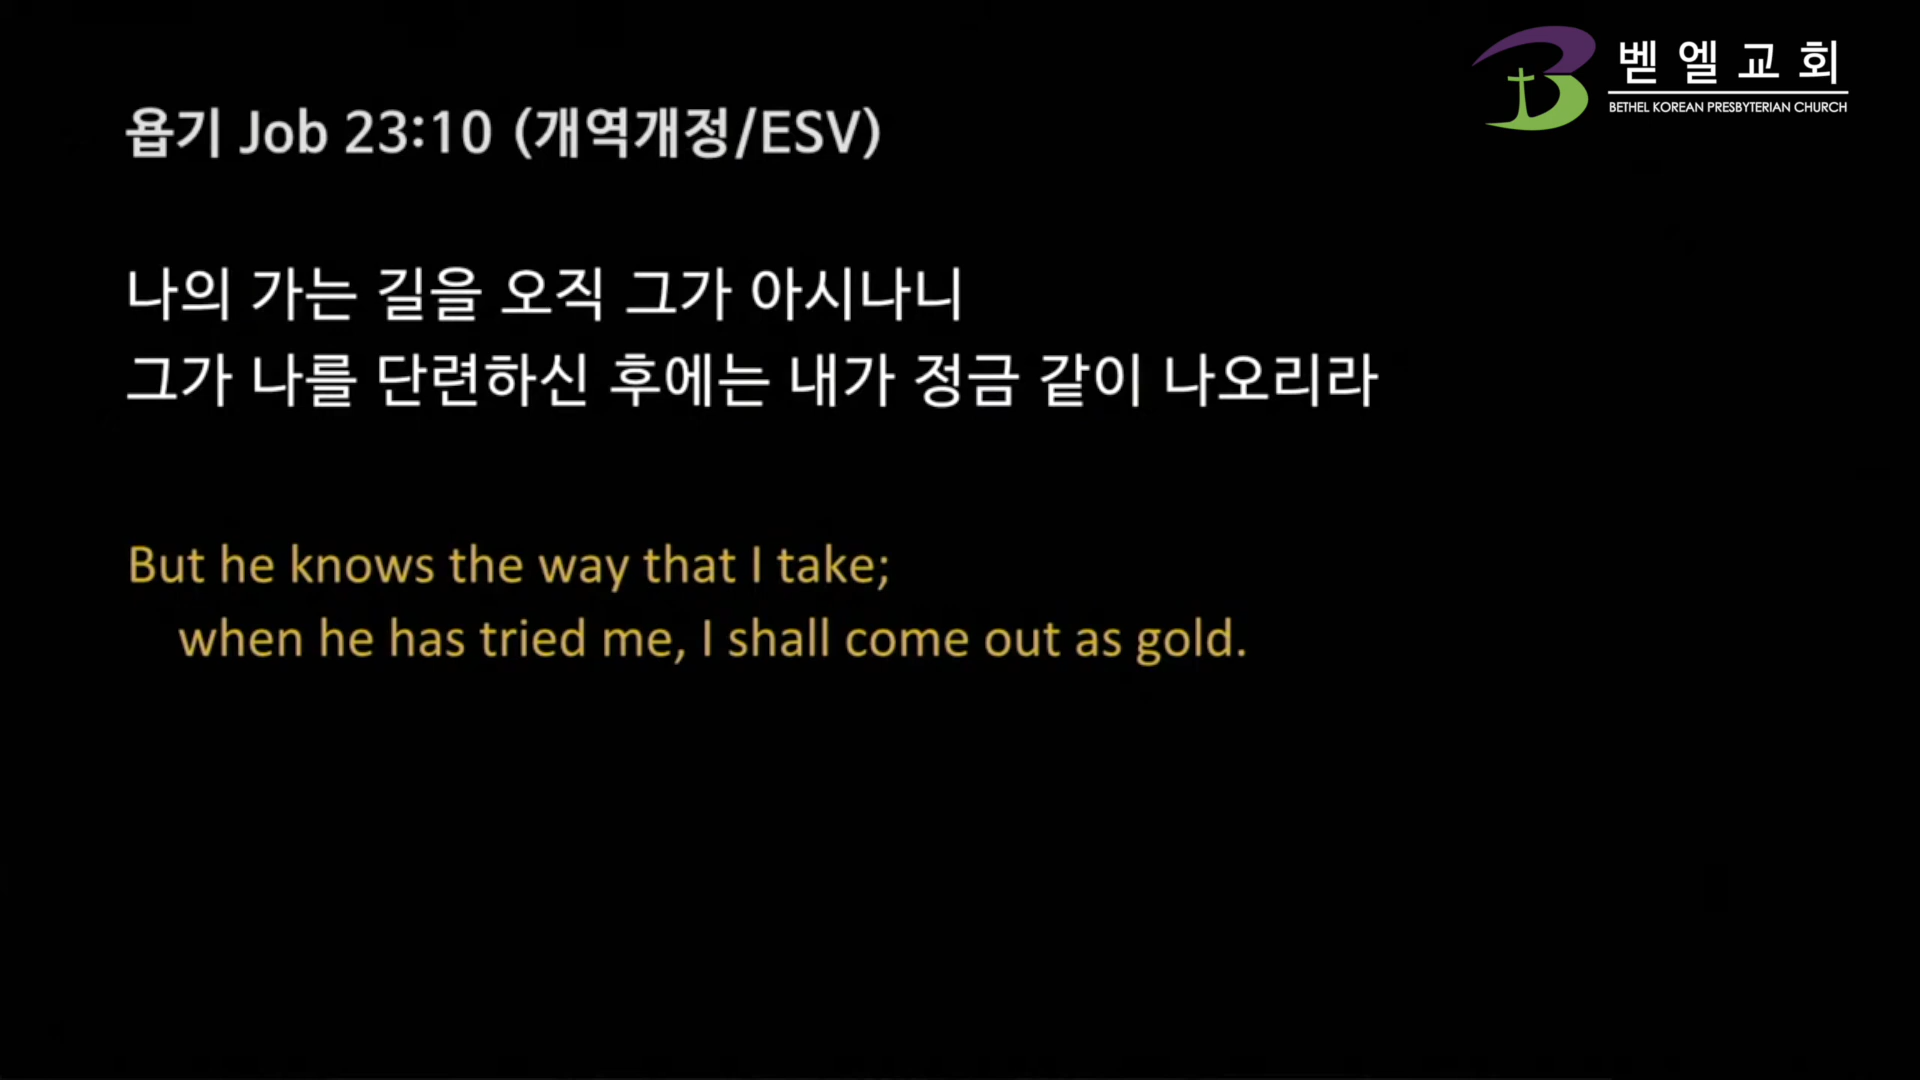 벧엘교회
BETHEL KOREAN PRESBYTERIAN CHURCH
욥기 Job 23:10 (개역개정/ESV)
나의 가는 길을 오직 그가 아시나니
그가 나를 단련하신 후에는 내가 정금 같이 나오리라
But he knows the way that I take;
when he has tried me, I shall come out as gold.